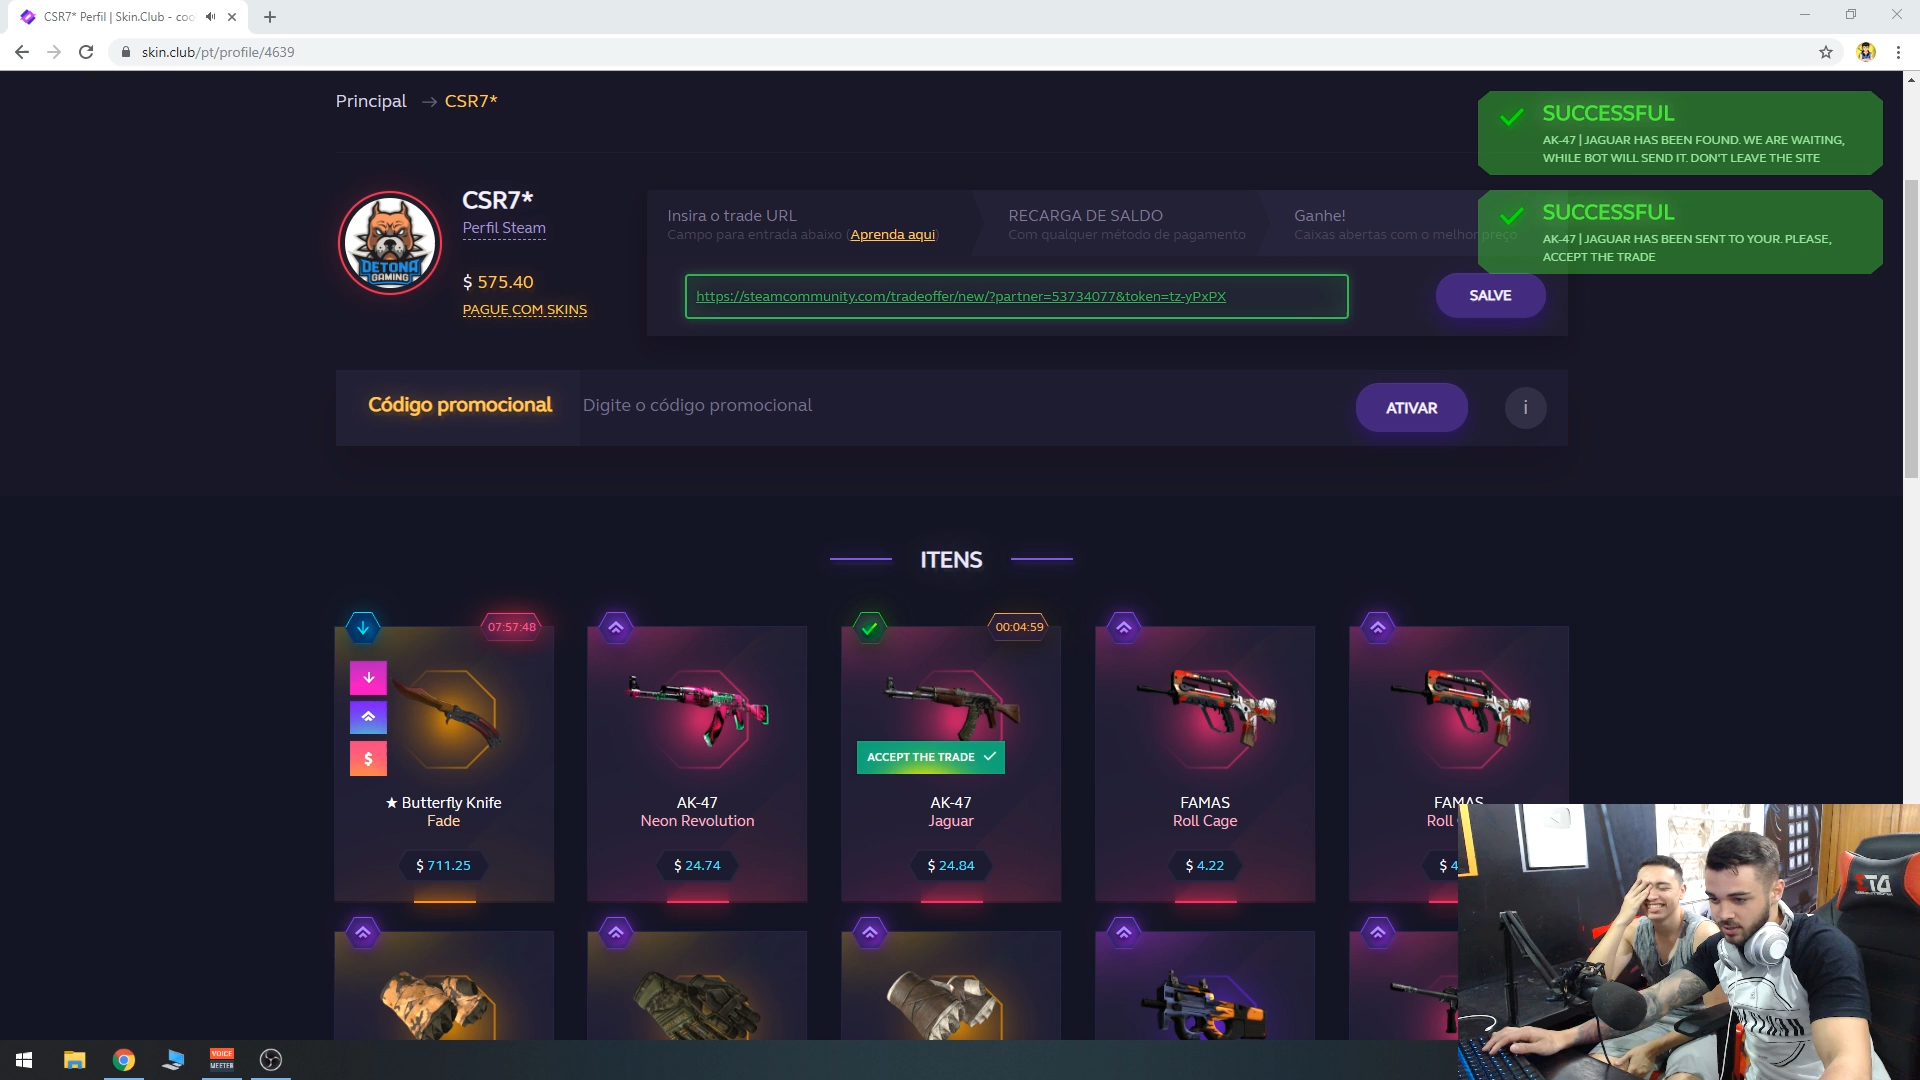 CSR7* Perfil | Skin.Club - coo
skin.club/pt/profile/4639
Principal → CSR7*
SUCCESSFUL
AK-47 | JAGUAR HAS BEEN FOUND. WE ARE WAITING,
WHILE BOT WILL SEND IT. DON'T LEAVE THE SITE
SUCCESSFUL
AK-47 | JAGUAR HAS BEEN SENT TO YOUR. PLEASE,
ACCEPT THE TRADE
CSR7*
Perfil Steam
$ 575.40
PAGUE COM SKINS
DETONA
GAMING
Insira o trade URL
Campo para entrada abaixo (Aprenda aqui)
RECARGA DE SALDO
Com qualquer método de pagamento
Ganhe!
Caixas abertas com o melhor preço
https://steamcommunity.com/tradeoffer/new/?partner=53734077&token=tz-yPxPX
SALVE
Código promocional
Digite o código promocional
ATIVAR
i
ITENS
07:57:48
$
★ Butterfly Knife
Fade
$ 711.25
AK-47
Neon Revolution
$ 24.74
00:04:59
ACCEPT THE TRADE
AK-47
Jaguar
$ 24.84
FAMAS
Roll Cage
$ 4.22
FAMAS
Roll
$ 4
VOICE
MEETER